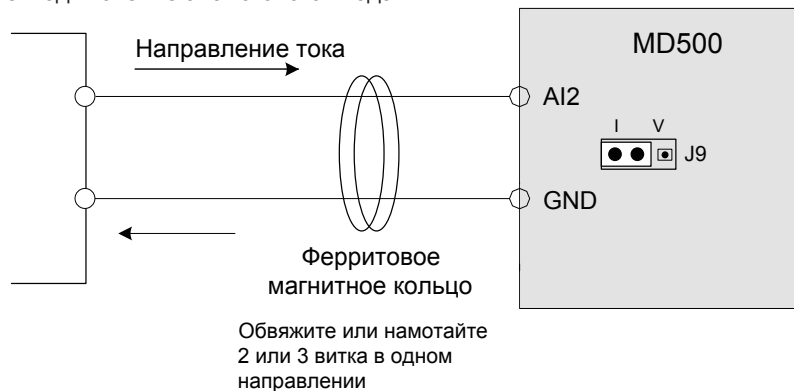 Направление тока
MD500
AI2
I V
J9
GND
Ферритовое
магнитное кольцо
Обвяжите или намотайте
2 или 3 витка в одном
направлении